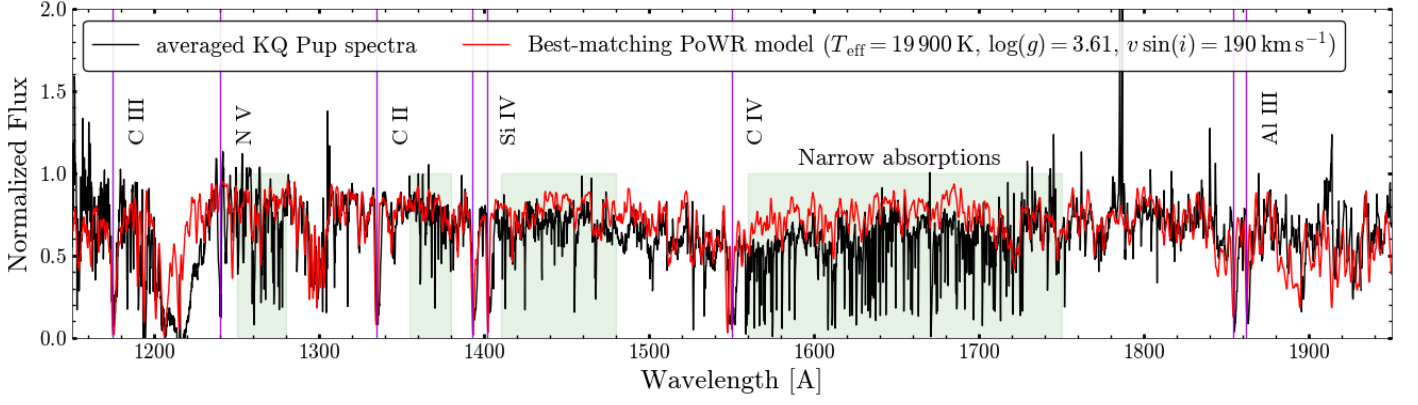 2.0
1.5
1.0
0.5
0.0
Normalized Flux
averaged KQ Pup spectra
Best-matching PoWR model (T_eff = 19 900 K, log(g) = 3.61, v sin(i) = 190 km s⁻¹)
C III
N V
C II
Si IV
C IV
Al III
Narrow absorptions
1200
1300
1400
1500
1600
1700
1800
1900
Wavelength [A]